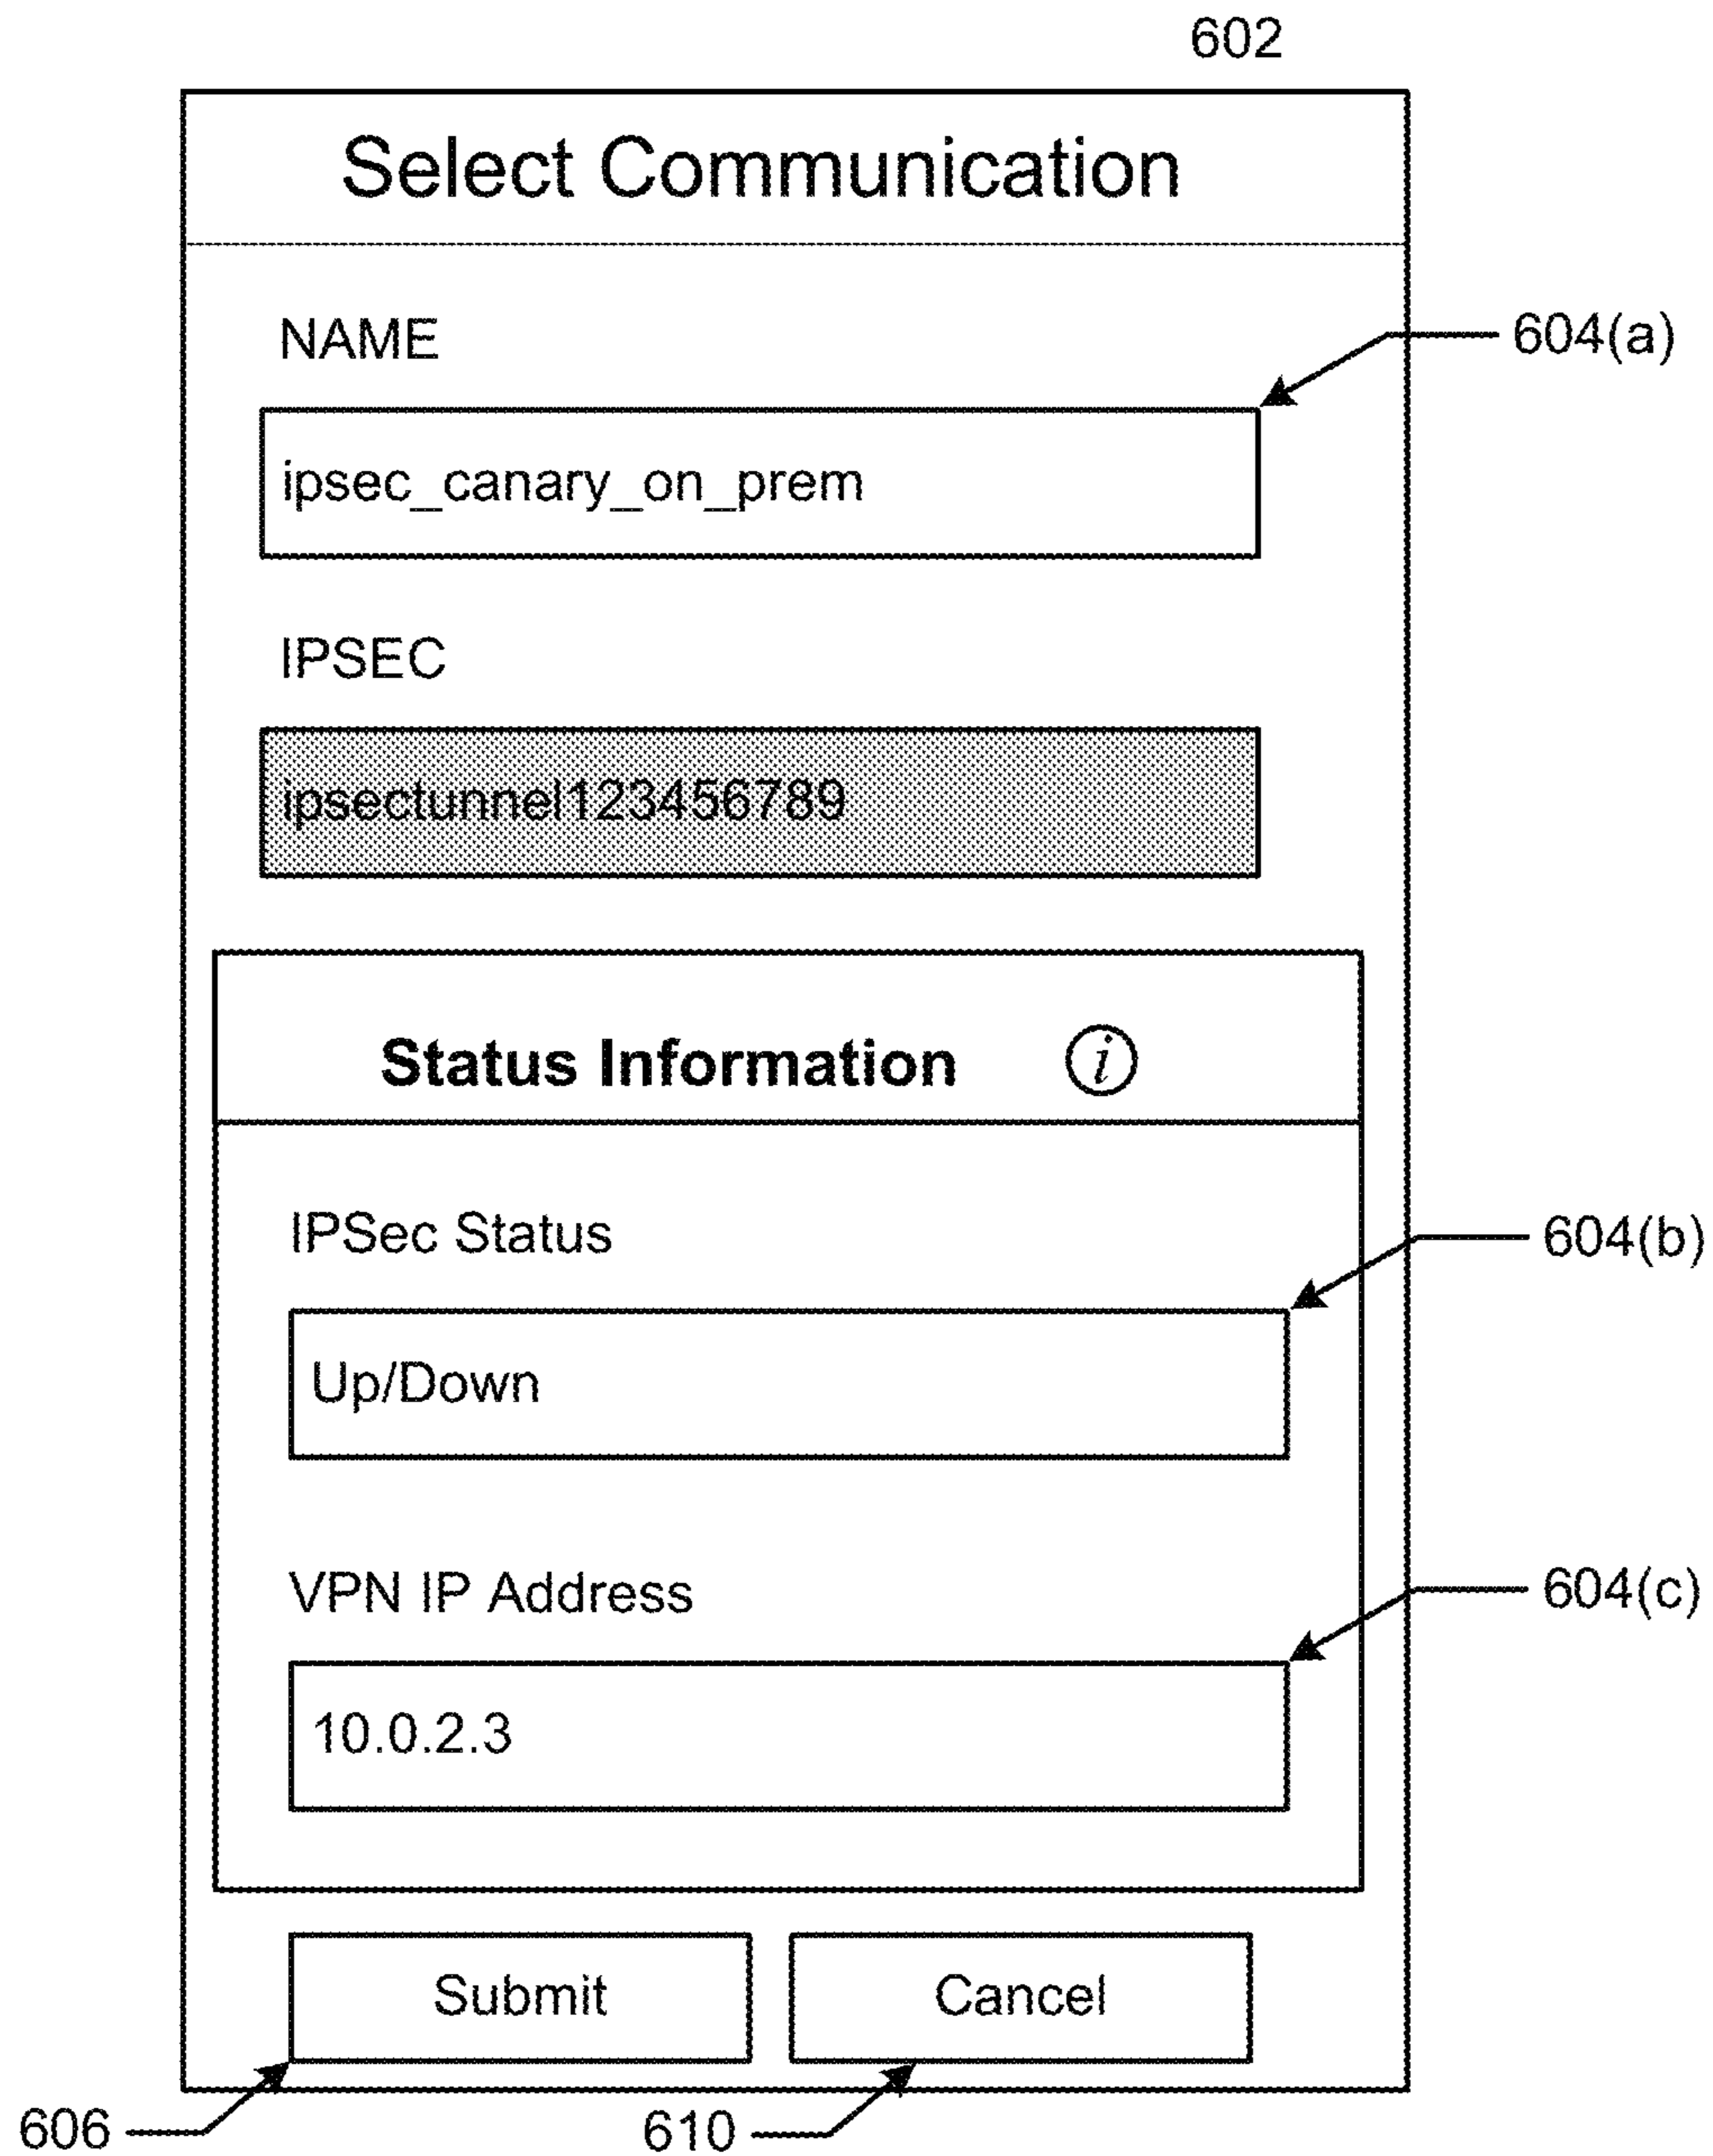 602
Select Communication
NAME
604(a)
ipsec_canary_on_prem
IPSEC
ipsectunnel123456789
Status Information i
IPSec Status
604(b)
Up/Down
VPN IP Address
604(c)
10.0.2.3
Submit Cancel
606 610